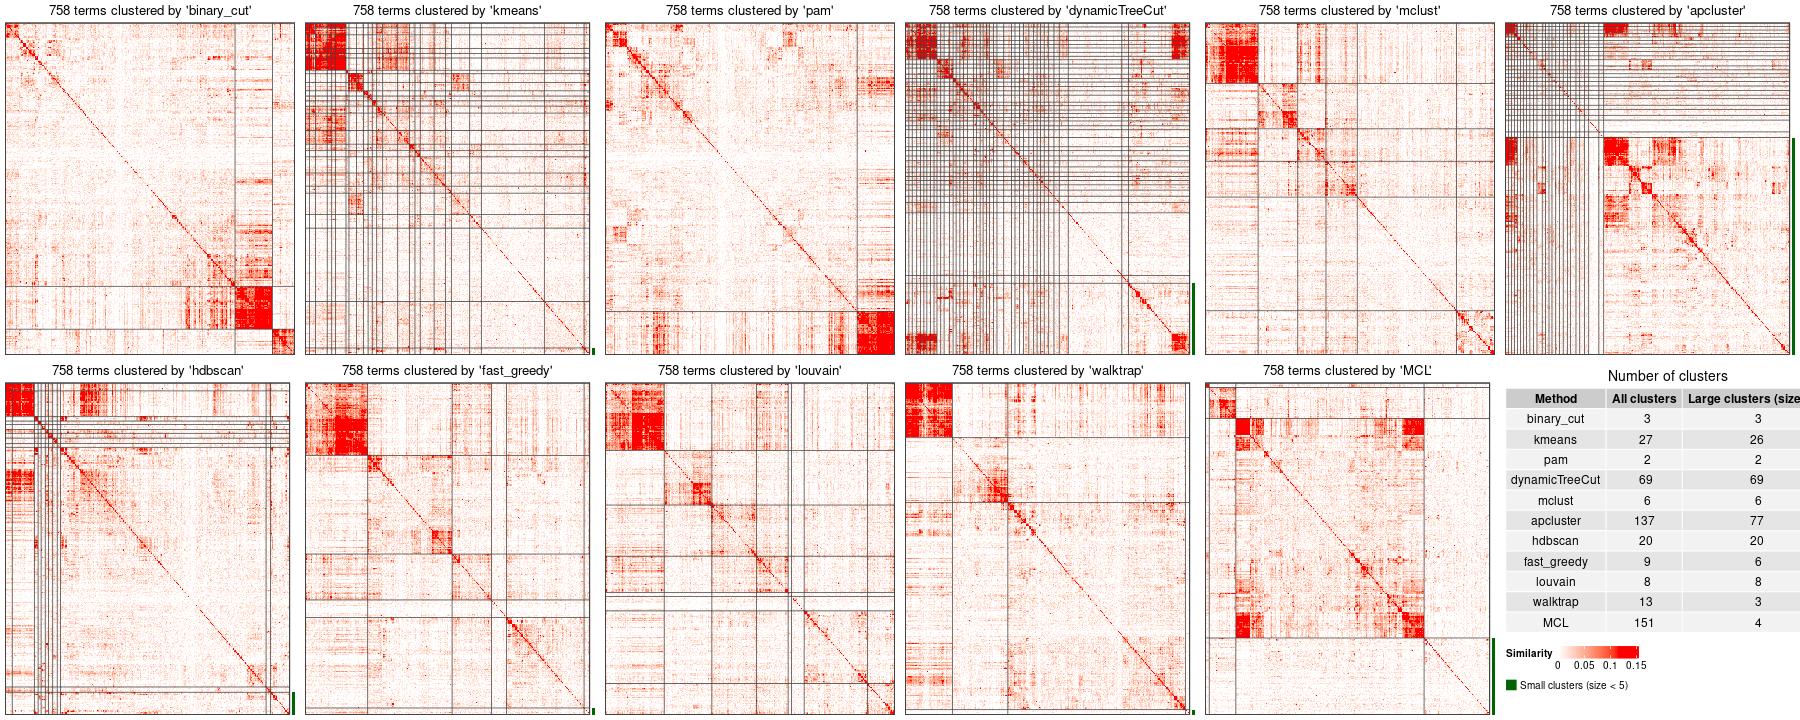 758 terms clustered by 'binary_cut'
758 terms clustered by 'kmeans'
758 terms clustered by 'pam'
758 terms clustered by 'dynamicTreeCut'
758 terms clustered by 'mclust'
758 terms clustered by 'apcluster'
758 terms clustered by 'hdbscan'
758 terms clustered by 'fast_greedy'
758 terms clustered by 'louvain'
758 terms clustered by 'walktrap'
758 terms clustered by 'MCL'
Number of clusters
Method All clusters Large clusters (size
binary_cut 3 3
kmeans 27 26
pam 2 2
dynamicTreeCut 69 69
mclust 6 6
apcluster 137 77
hdbscan 20 20
fast_greedy 9 6
louvain 8 8
walktrap 13 3
MCL 151 4
Similarity
0 0.05 0.1 0.15
Small clusters (size < 5)